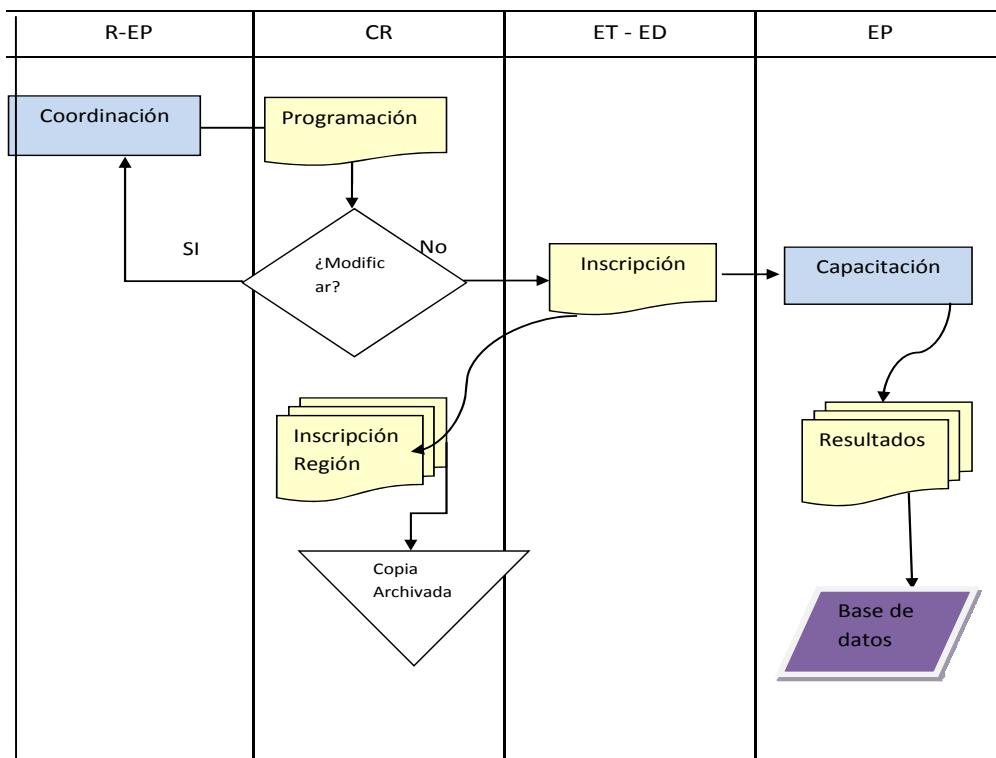 R-EP
CR
ET - ED
EP
Coordinación
Programación
SI
No
¿Modific
ar?
Inscripción
Capacitación
Inscripción
Región
Resultados
Copia
Archivada
Base de
datos